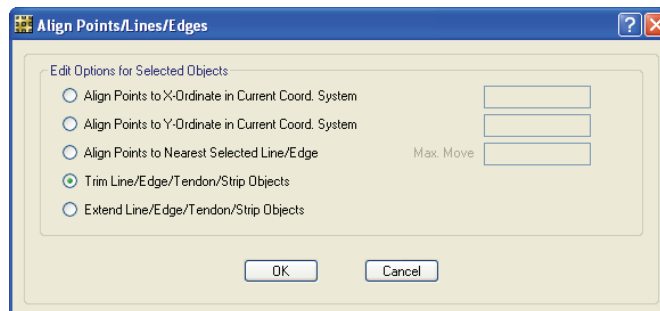 Align Points/Lines/Edges
Edit Options for Selected Objects
Align Points to X-Ordinate in Current Coord. System
Align Points to Y-Ordinate in Current Coord. System
Align Points to Nearest Selected Line/Edge Max. Move
Trim Line/Edge/Tendon/Strip Objects
Extend Line/Edge/Tendon/Strip Objects
OK Cancel